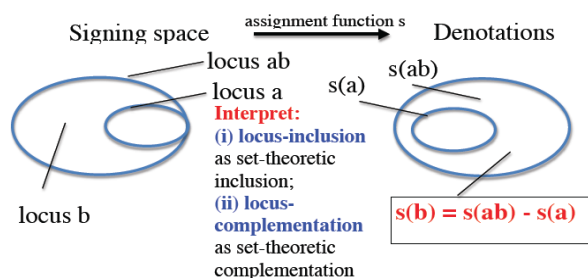 assignment function s
Signing space
Denotations
locus ab
locus a
s(a)
s(ab)
Interpret:
(i) locus-inclusion
as set-theoretic
inclusion;
(ii) locus-
complementation
as set-theoretic
complementation
locus b
s(b) = s(ab) - s(a)